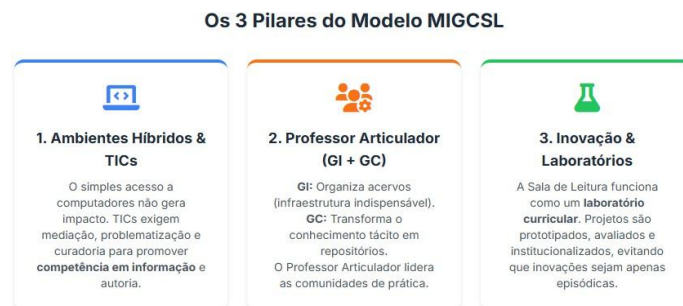 Os 3 Pilares do Modelo MIGCSL
1. Ambientes Híbridos &
TICs
O simples acesso a
computadores não gera
impacto. TICs exigem
mediação, problematização e
curadoria para promover
competência em informação e
autoria.
2. Professor Articulador
(GI + GC)
GI: Organiza acervos
(infraestrutura indispensável).
GC: Transforma o
conhecimento tácito em
repositórios.
O Professor Articulador lidera
as comunidades de prática.
3. Inovação &
Laboratórios
A Sala de Leitura funciona
como um laboratório
curricular. Projetos são
prototipados, avaliados e
institucionalizados, evitando
que inovações sejam apenas
episódicas.